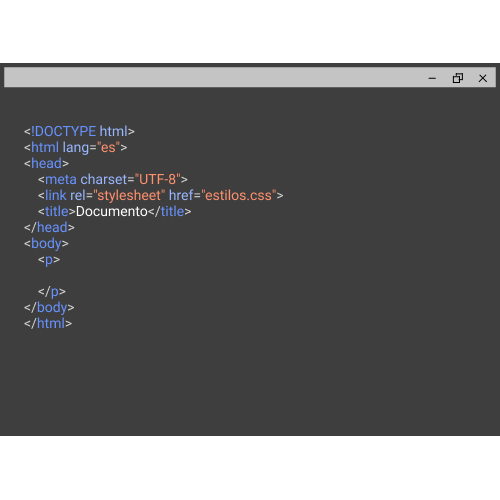 <!DOCTYPE html>
<html lang="es">
<head>
<meta charset="UTF-8">
<link rel="stylesheet" href="estilos.css">
<title>Documento</title>
</head>
<body>
<p>
</p>
</body>
</html>